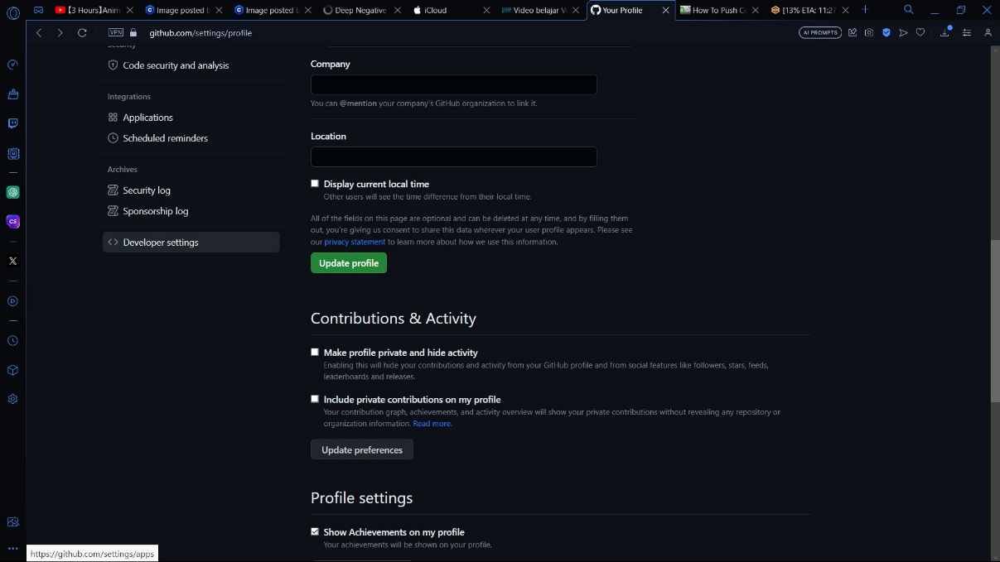 【3 Hours】Anim
Image posted b
Image posted b
Deep Negative
iCloud
Video belajar V
Your Profile
How To Push Co
[13% ETA: 11:27
VPN
github.com/settings/profile
AI PROMPTS
Security
Code security and analysis
Integrations
Applications
Scheduled reminders
Archives
Security log
Sponsorship log
Developer settings
Company
You can @mention your company's GitHub organization to link it.
Location
Display current local time
Other users will see the time difference from their local time.
All of the fields on this page are optional and can be deleted at any time, and by filling them
out, you're giving us consent to share this data wherever your user profile appears. Please see
our privacy statement to learn more about how we use this information.
Update profile
Contributions & Activity
Make profile private and hide activity
Enabling this will hide your contributions and activity from your GitHub profile and from social features like followers, stars, feeds,
leaderboards and releases.
Include private contributions on my profile
Your contribution graph, achievements, and activity overview will show your private contributions without revealing any repository or
organization information. Read more.
Update preferences
Profile settings
Show Achievements on my profile
Your achievements will be shown on your profile.
CS
https://github.com/settings/apps